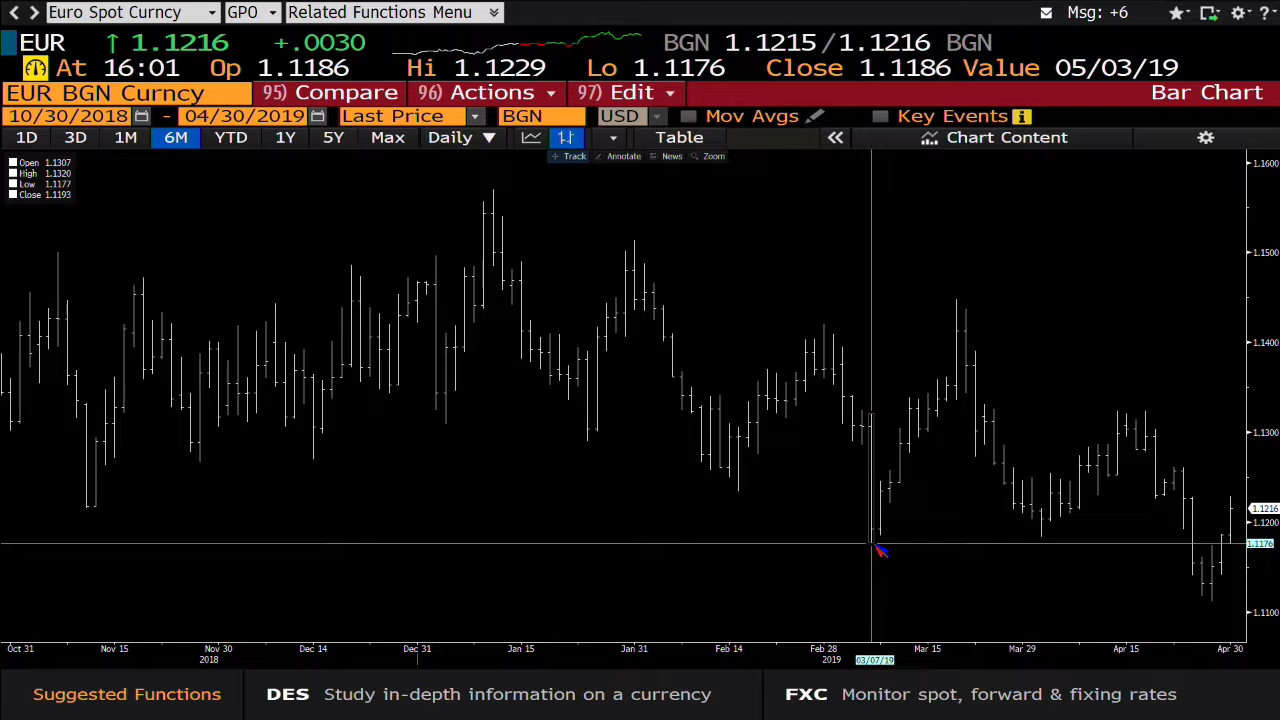 Euro Spot Curncy GPO Related Functions Menu Msg: +6
EUR ↑ 1.1216 +.0030 BGN 1.1215/1.1216 BGN
At 16:01 Op 1.1186 Hi 1.1229 Lo 1.1176 Close 1.1186 Value 05/03/19
EUR BGN Curncy 95) Compare 96) Actions 97) Edit Bar Chart
10/30/2018 - 04/30/2019 Last Price BGN USD Mov Avgs Key Events
1D 3D 1M 6M YTD 1Y 5Y Max Daily ▼ Table « Chart Content
Track Annotate News Zoom
Open 1.1307
High 1.1320
Low 1.1177
Close 1.1193
1.1600
1.1500
1.1400
1.1300
1.1216
1.1200
1.1176
1.1100
Oct 31 Nov 15 Nov 30 Dec 14 Dec 31 Jan 15 Jan 31 Feb 14 Feb 28 Mar 15 Mar 29 Apr 15 Apr 30
2018 2019 03/07/19
Suggested Functions DES Study in-depth information on a currency FXC Monitor spot, forward & fixing rates